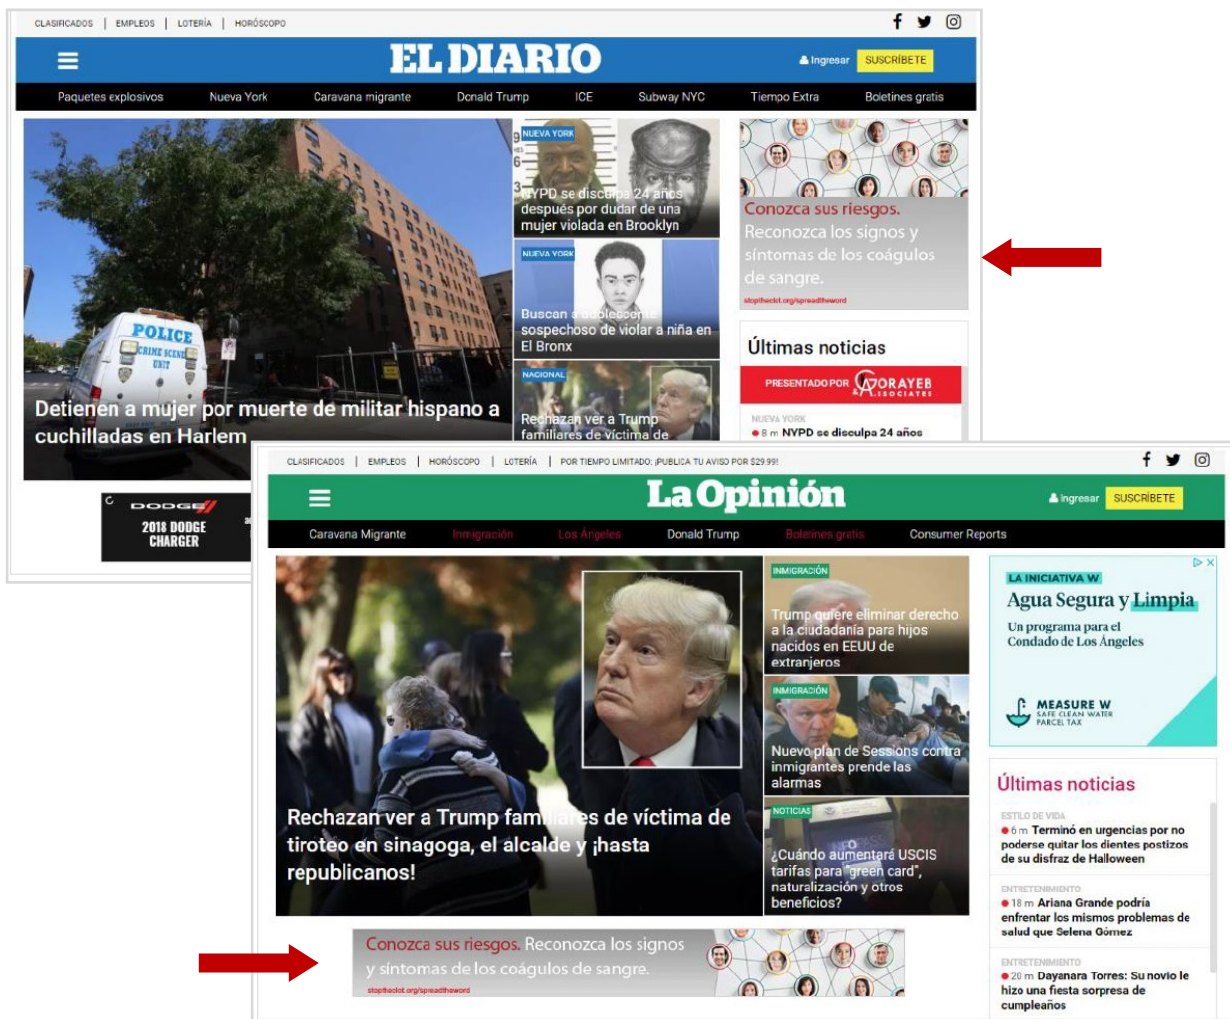 CLASIFICADOS | EMPLEOS | LOTERÍA | HORÓSCOPO
EL DIARIO
Ingresar
SUSCRÍBETE
Paquetes explosivos Nueva York Caravana migrante Donald Trump ICE Subway NYC Tiempo Extra Boletines gratis
POLICE
CRIME SCENE
UNIT
Detienen a mujer por muerte de militar hispano a
cuchilladas en Harlem
NUEVA YORK
NYPD se disculpa 24 años
después por dudar de una
mujer violada en Brooklyn
NUEVA YORK
Buscan a adolescente
sospechoso de violar a niña en
El Bronx
NACIONAL
Rechazan ver a Trump
familiares de víctima de
Conozca sus riesgos.
Reconozca los signos y
síntomas de los coágulos
de sangre.
stoptheclot.org/spreadtheword
Últimas noticias
PRESENTADO POR GORAYEB
& ASOCIATES
NUEVA YORK
8 m NYPD se disculpa 24 años
DODGE
2018 DODGE
CHARGER
CLASIFICADOS | EMPLEOS | HORÓSCOPO | LOTERÍA | POR TIEMPO LIMITADO: ¡PUBLICA TU AVISO POR $29.99!
La Opinión
Ingresar
SUSCRÍBETE
Caravana Migrante Inmigración Los Ángeles Donald Trump Boletines gratis Consumer Reports
Rechazan ver a Trump familiares de víctima de
tiroteo en sinagoga, el alcalde y ¡hasta
republicanos!
INMIGRACIÓN
Trump quiere eliminar derecho
a la ciudadanía para hijos
nacidos en EEUU de
extranjeros
INMIGRACIÓN
Nuevo plan de Sessions contra
inmigrantes prende las
alarmas
NOTICIAS
INFOPASS
¿Cuándo aumentará USCIS
tarifas para "green card",
naturalización y otros
beneficios?
LA INICIATIVA W
Agua Segura y Limpia
Un programa para el
Condado de Los Ángeles
MEASURE W
SAFE CLEAN WATER
PARCEL TAX
Últimas noticias
ESTILO DE VIDA
6 m Terminó en urgencias por no
poderse quitar los dientes postizos
de su disfraz de Halloween
ENTRETENIMIENTO
18 m Ariana Grande podría
enfrentar los mismos problemas de
salud que Selena Gómez
ENTRETENIMIENTO
20 m Dayanara Torres: Su novio le
hizo una fiesta sorpresa de
cumpleaños
Conozca sus riesgos. Reconozca los signos
y síntomas de los coágulos de sangre.
stoptheclot.org/spreadtheword